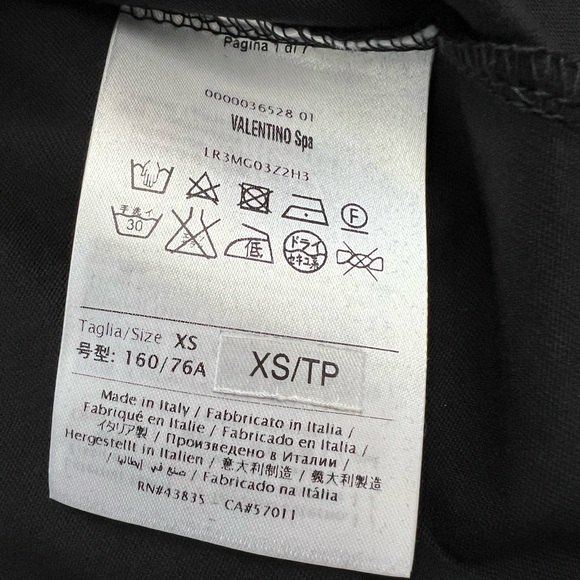 Pagina 1 di 7
0000036528 01
VALENTINO Spa
LR3MG03Z2H3
F
手洗イ
30
低
ドライ
セキユ系
Taglia/Size XS
号型: 160/76A
XS/TP
Made in Italy / Fabbricato in Italia /
Fabriqué en Italie / Fabricado en Italia /
イタリア製 / Произведено в Италии /
Hergestellt in Italien / 意大利制造 / 義大利製造
/ صنع في إيطاليا / Fabricado na Itália
RN#43835 - CA#57011